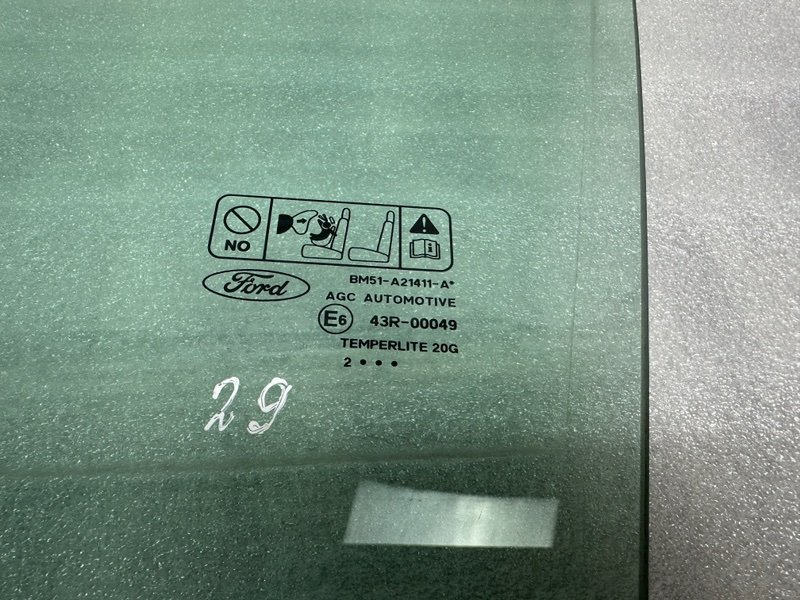 NO
Ford
BM51-A21411-A*
AGC AUTOMOTIVE
E6 43R-00049
TEMPERLITE 20G
2 • • •
29